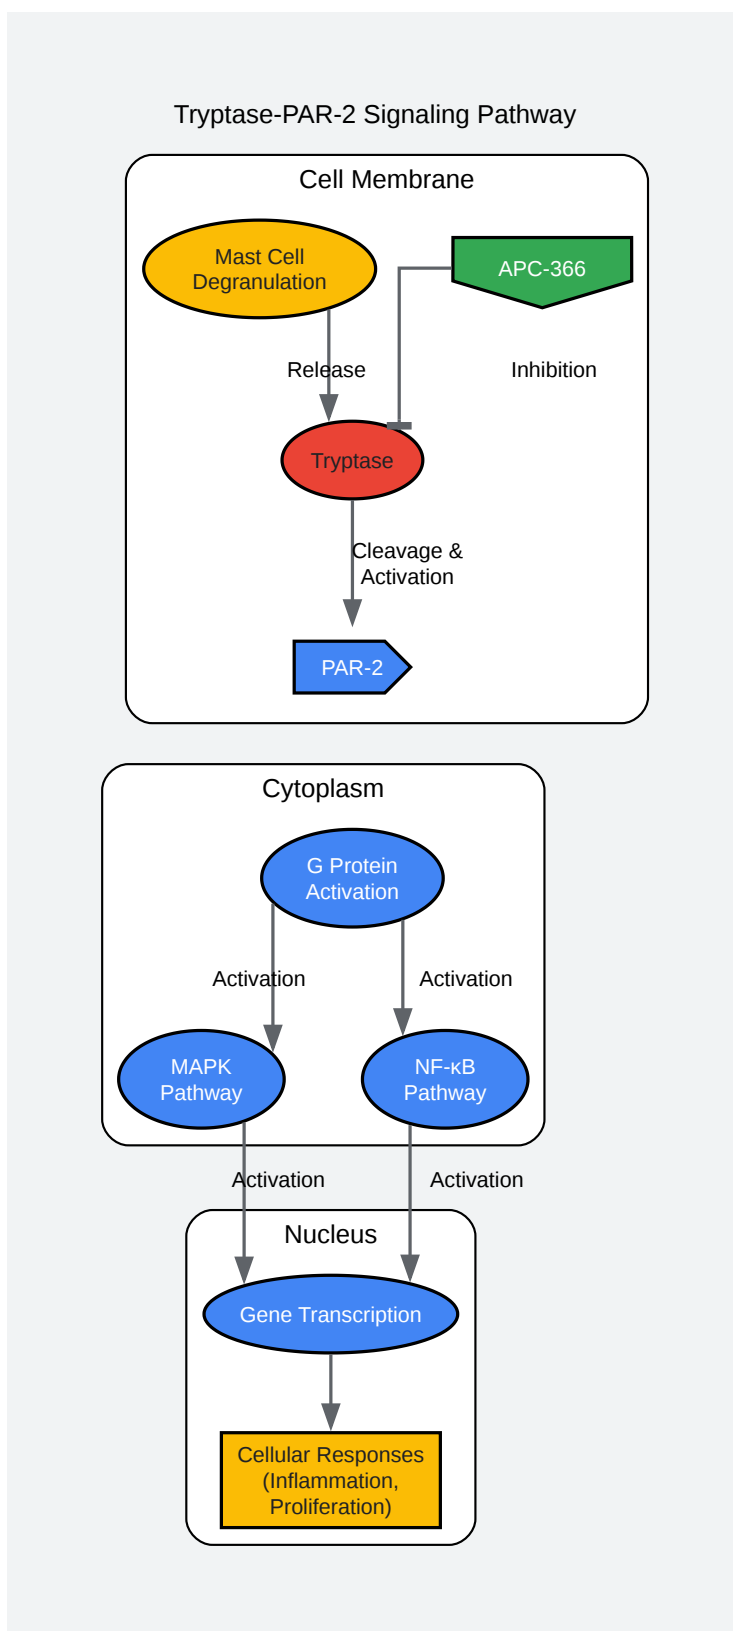 Tryptase-PAR-2 Signaling Pathway
Cell Membrane
Mast Cell
Degranulation
APC-366
Release
Inhibition
Tryptase
Cleavage &
Activation
PAR-2
Cytoplasm
G Protein
Activation
Activation
Activation
MAPK
Pathway
NF-κB
Pathway
Activation
Activation
Nucleus
Gene Transcription
Cellular Responses
(Inflammation,
Proliferation)